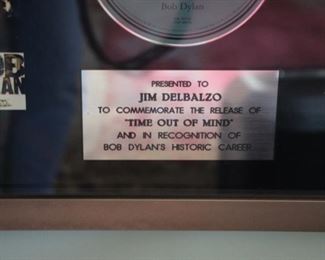 Bob Dylan
PRESENTED TO
JIM DELBALZO
TO COMMEMORATE THE RELEASE OF
"TIME OUT OF MIND"
AND IN RECOGNITION OF
BOB DYLAN'S HISTORIC CAREER